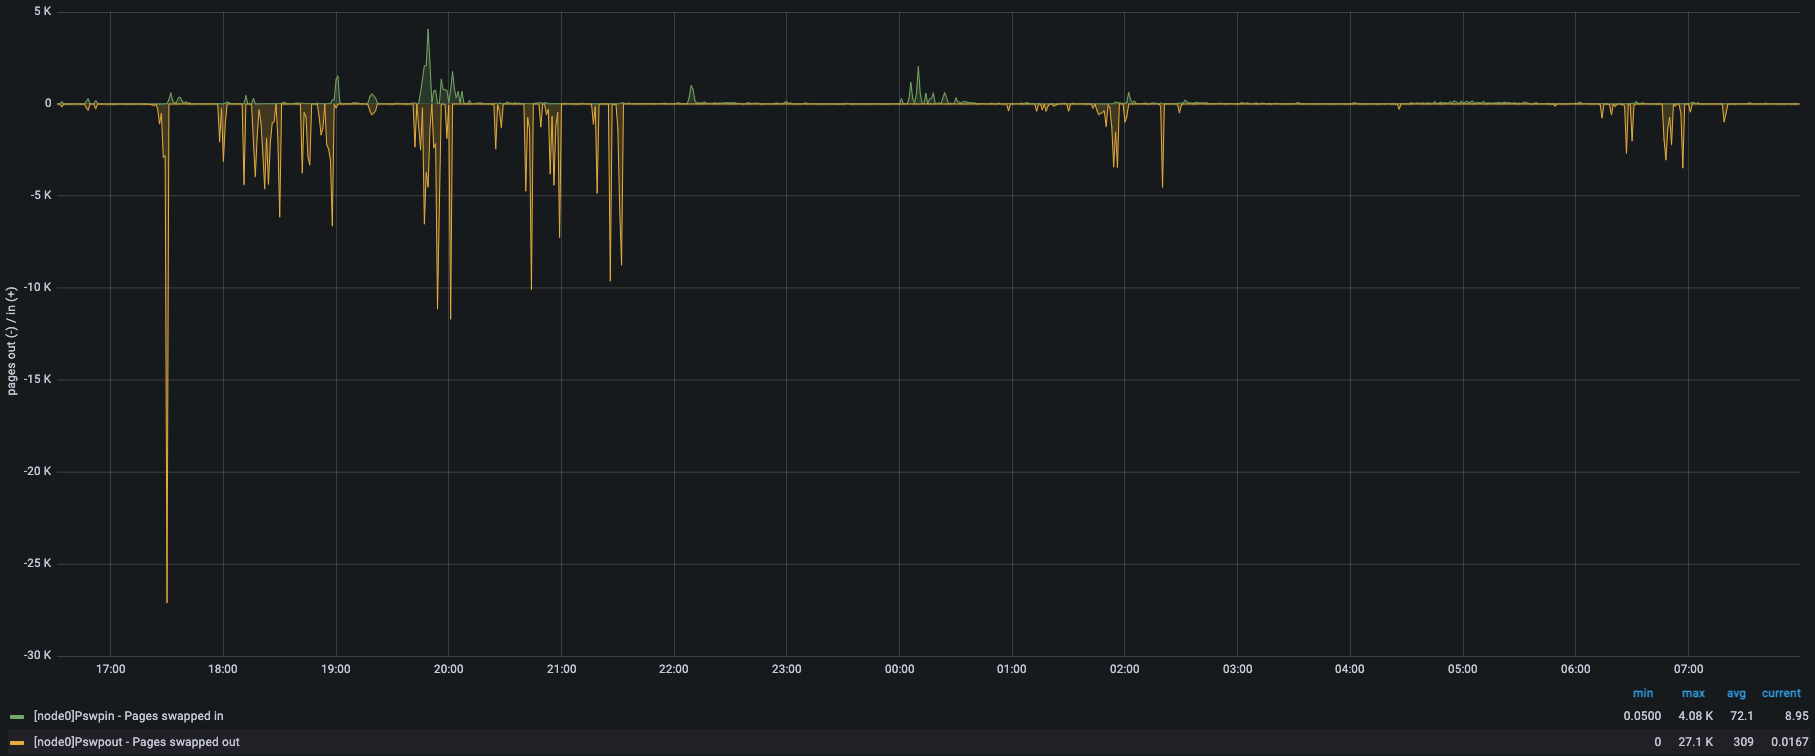 5 K
0
-5 K
-10 K
-15 K
-20 K
-25 K
-30 K
pages out (-) / in (+)
17:00 18:00 19:00 20:00 21:00 22:00 23:00 00:00 01:00 02:00 03:00 04:00 05:00 06:00 07:00
min max avg current
[node0]Pswpin - Pages swapped in 0.0500 4.08 K 72.1 8.95
[node0]Pswpout - Pages swapped out 0 27.1 K 309 0.0167